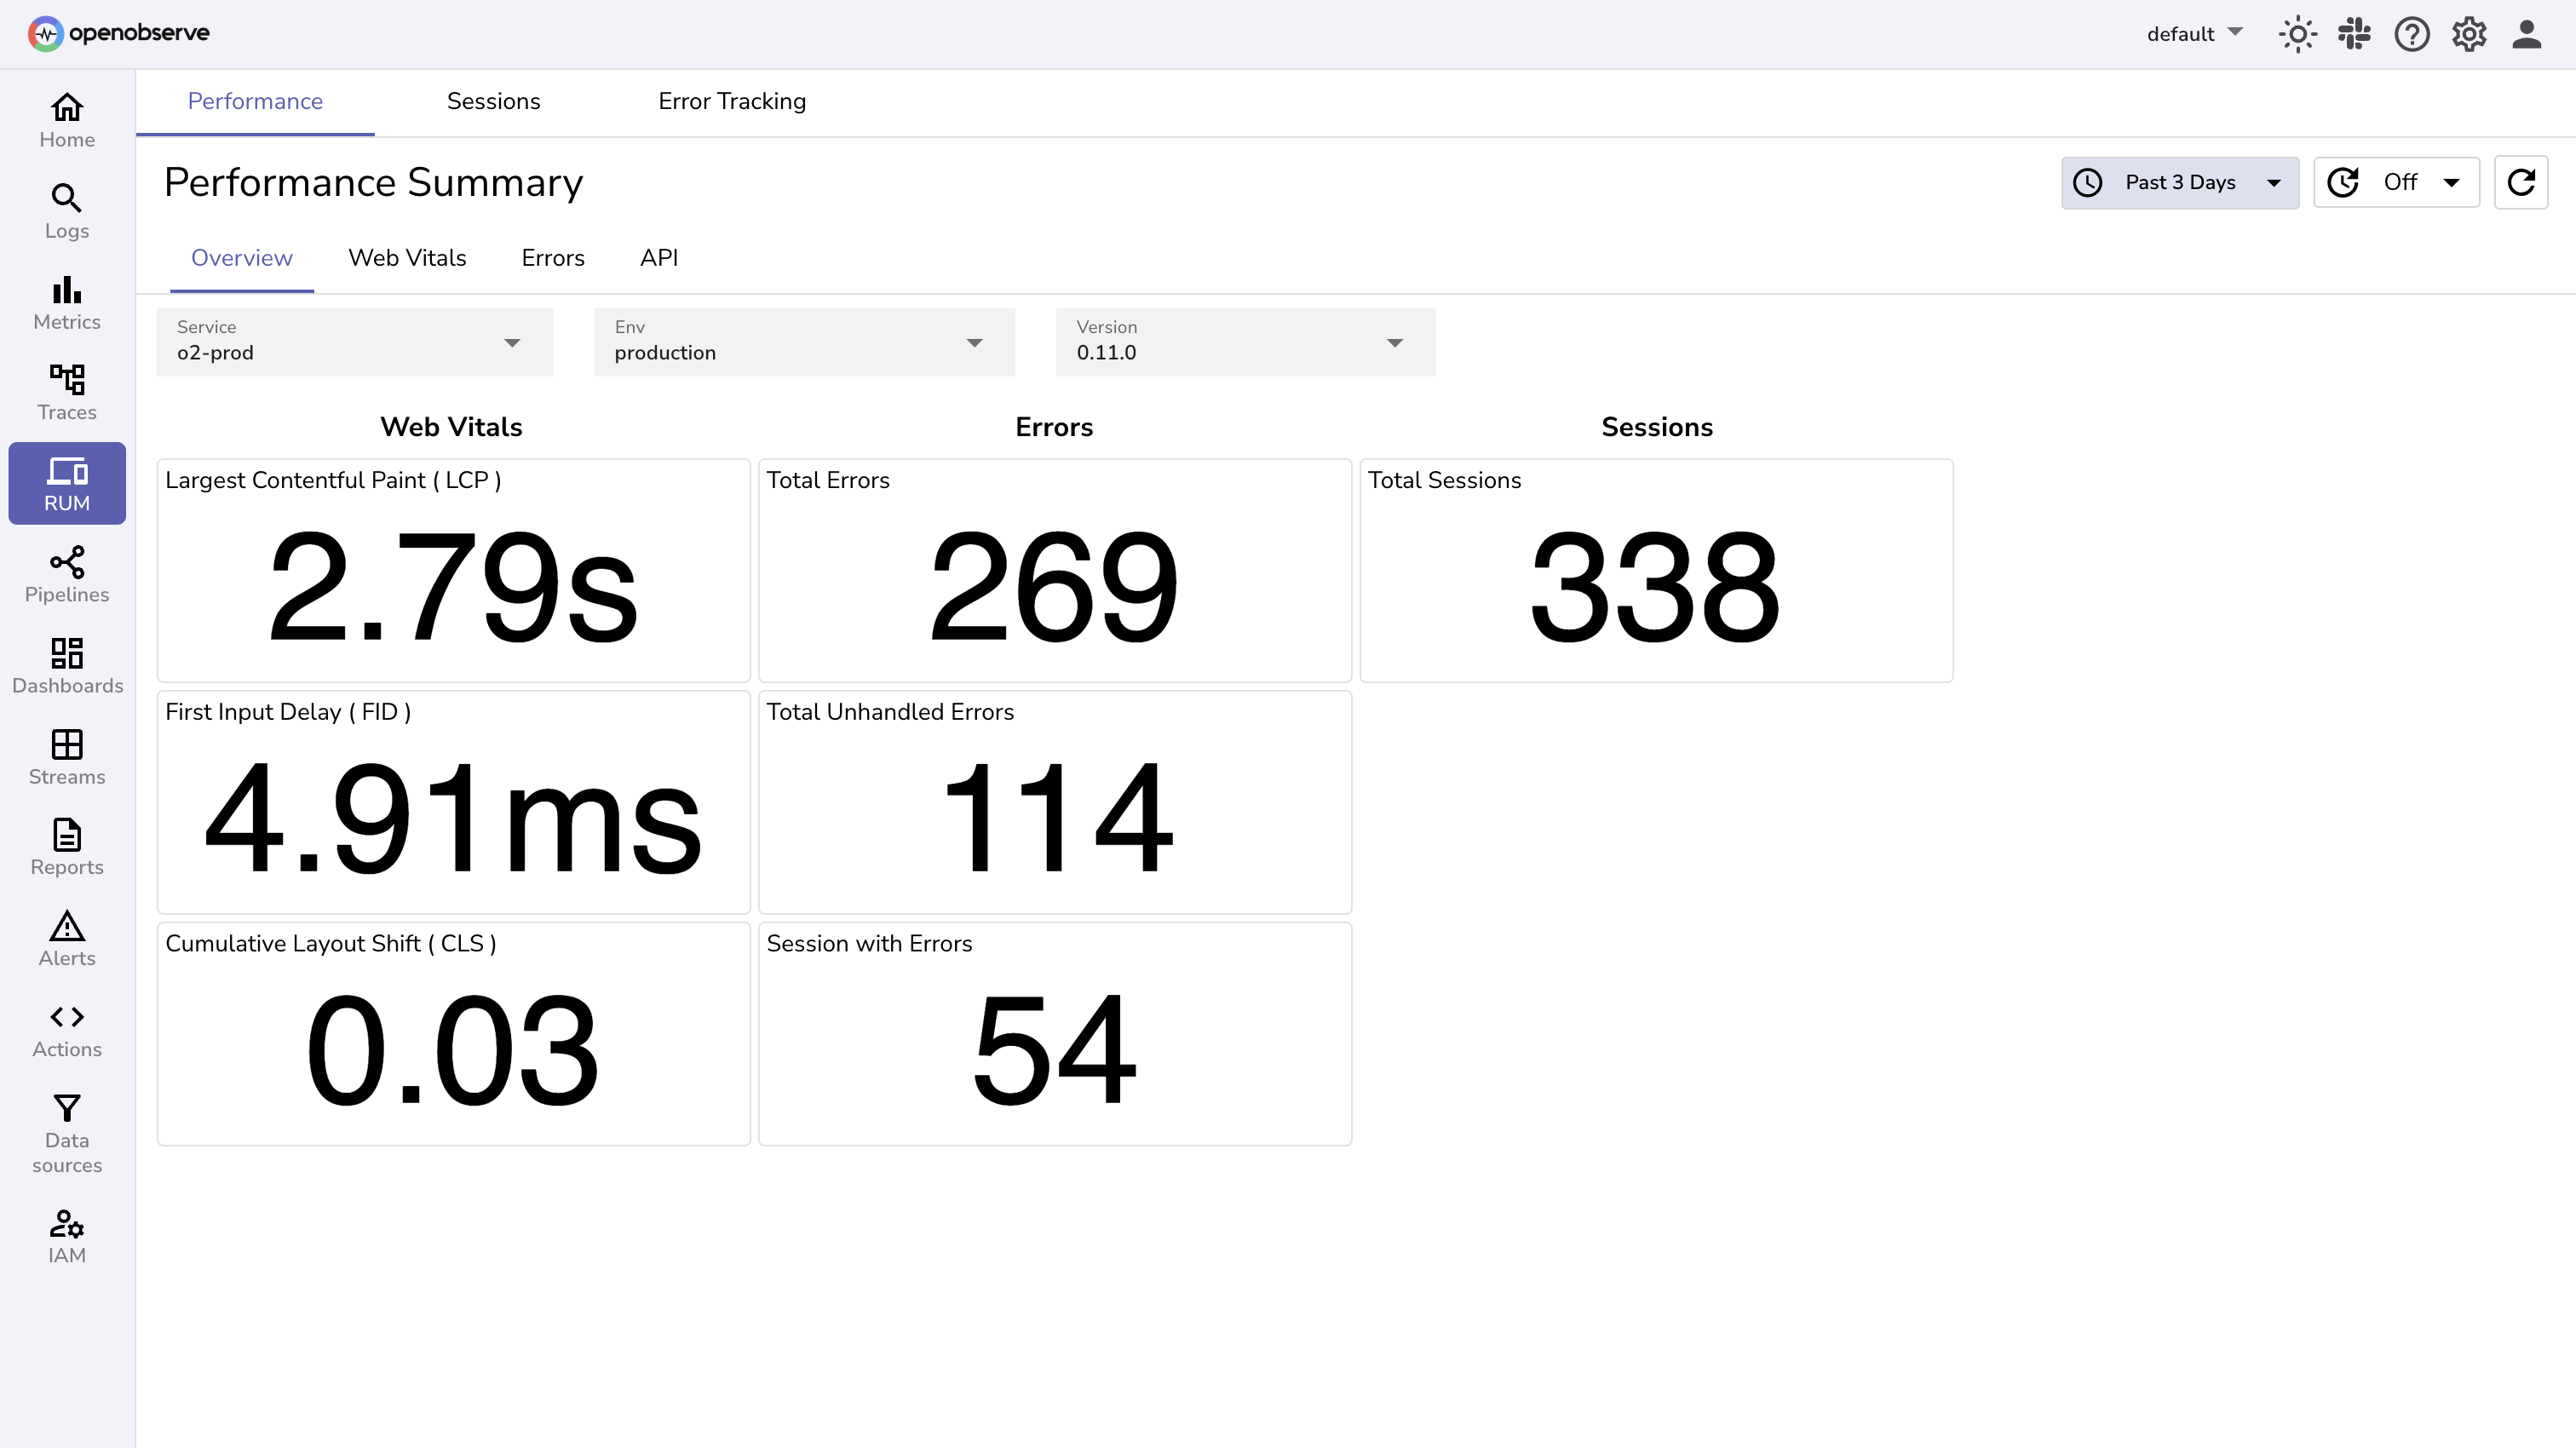 openobserve
default
Home
Logs
Metrics
Traces
RUM
Pipelines
Dashboards
Streams
Reports
Alerts
Actions
Data
sources
IAM
Performance
Sessions
Error Tracking
Performance Summary
Past 3 Days
Off
Overview
Web Vitals
Errors
API
Service
o2-prod
Env
production
Version
0.11.0
Web Vitals
Errors
Sessions
Largest Contentful Paint ( LCP )
2.79s
Total Errors
269
Total Sessions
338
First Input Delay ( FID )
4.91ms
Total Unhandled Errors
114
Cumulative Layout Shift ( CLS )
0.03
Session with Errors
54